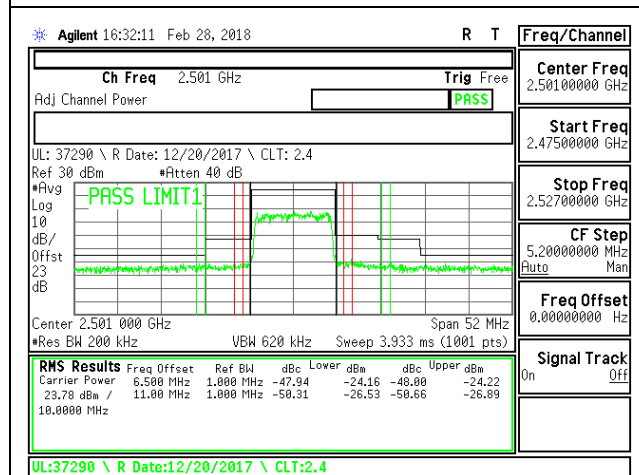 Agilent 16:32:11 Feb 28, 2018 R T
Freq/Channel
Ch Freq 2.501 GHz Trig Free
Adj Channel Power PASS
UL: 37290 \ R Date: 12/20/2017 \ CLT: 2.4
Ref 30 dBm #Atten 40 dB
#Avg
Log
10
dB/
Offst
23
dB
PASS LIMIT1
Center 2.501 000 GHz Span 52 MHz
#Res BW 200 kHz VBW 620 kHz Sweep 3.933 ms (1001 pts)
RMS Results Freq Offset Ref BW dBc Lower dBm dBc Upper dBm
Carrier Power 6.500 MHz 1.000 MHz -47.94 -24.16 -48.00 -24.22
23.78 dBm / 11.00 MHz 1.000 MHz -50.31 -26.53 -50.66 -26.89
10.0000 MHz
UL:37290 \ R Date:12/20/2017 \ CLT:2.4
Center Freq
2.50100000 GHz
Start Freq
2.47500000 GHz
Stop Freq
2.52700000 GHz
CF Step
5.20000000 MHz
Auto Man
Freq Offset
0.00000000 Hz
Signal Track
On Off